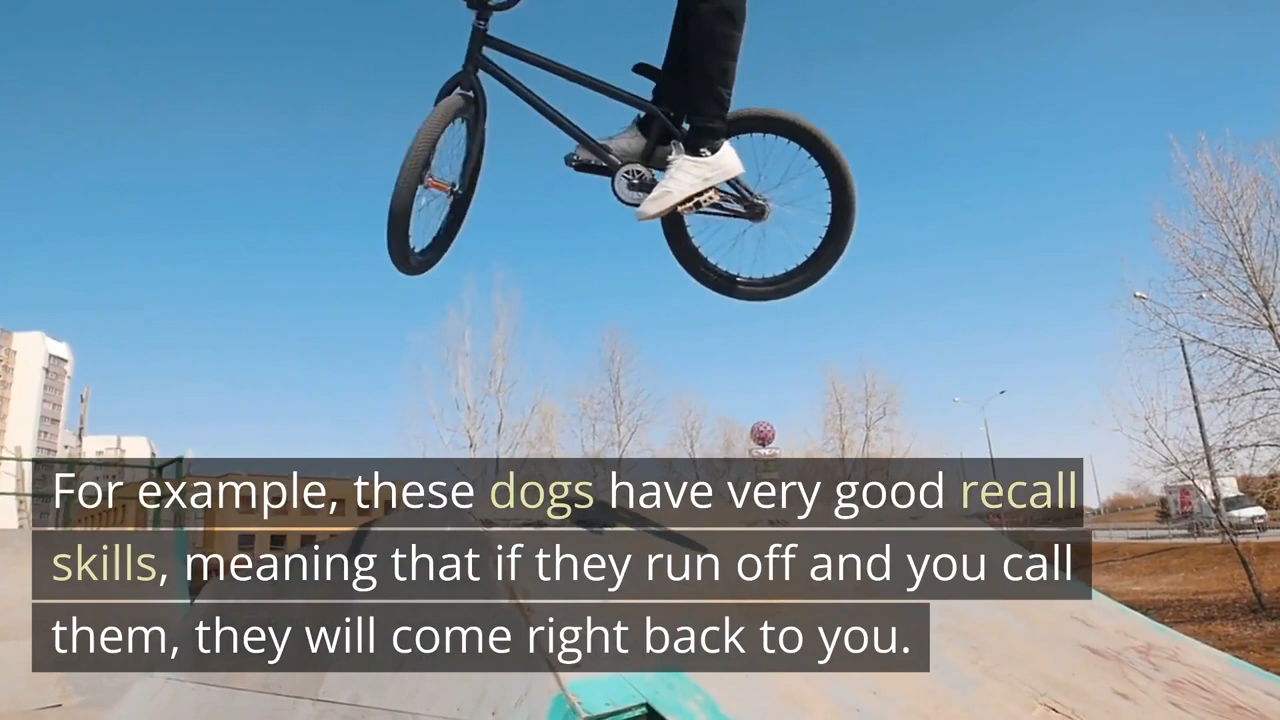 For example, these dogs have very good recall
skills, meaning that if they run off and you call
them, they will come right back to you.